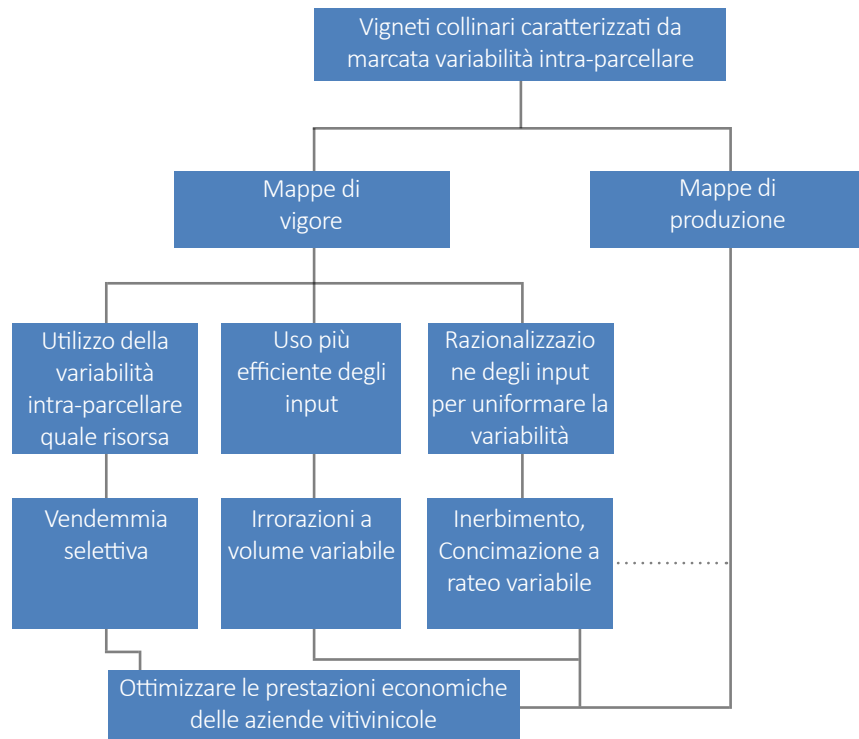 Vigneti collinari caratterizzati da
marcata variabilità intra-parcellare
Mappe di
vigore
Mappe di
produzione
Utilizzo della
variabilità
intra-parcellare
quale risorsa
Uso più
efficiente degli
input
Razionalizzazio
ne degli input
per uniformare la
variabilità
Vendemmia
selettiva
Irrorazioni a
volume variabile
Inerbimento,
Concimazione a
rateo variabile
Ottimizzare le prestazioni economiche
delle aziende vitivinicole